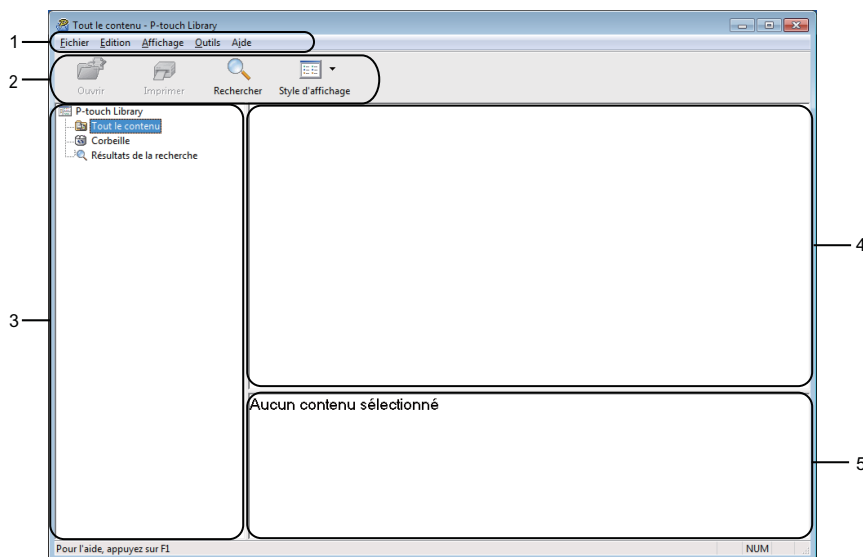 Tout le contenu - P-touch Library
1
Fichier Edition Affichage Outils Aide
2
Ouvrir Imprimer Rechercher Style d'affichage
P-touch Library
Tout le contenu
Corbeille
Résultats de la recherche
4
3
Aucun contenu sélectionné
5
Pour l'aide, appuyez sur F1 NUM